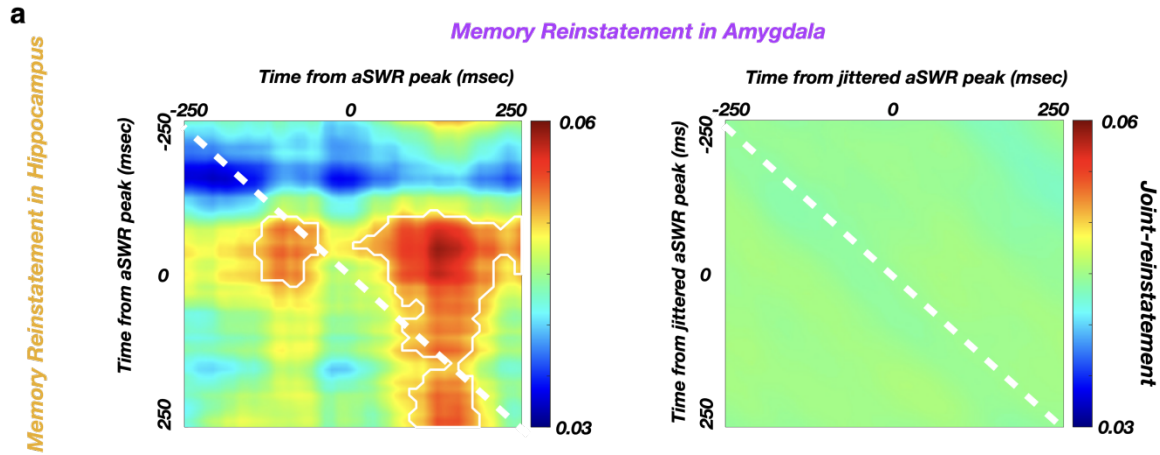 a
Memory Reinstatement in Amygdala
Memory Reinstatement in Hippocampus
Time from aSWR peak (msec)
-250 0 250
Time from aSWR peak (msec)
-250
0
250
0.06
0.03
Time from jittered aSWR peak (msec)
-250 0 250
Time from jittered aSWR peak (ms)
-250
0
250
0.06
0.03
Joint-reinstatement